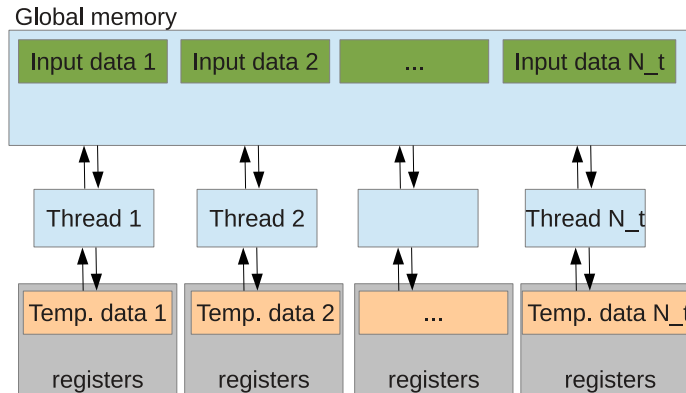 Global memory
Input data 1
Input data 2
...
Input data N_t
Thread 1
Thread 2
Thread N_t
Temp. data 1
Temp. data 2
...
Temp. data N_t
registers
registers
registers
registers